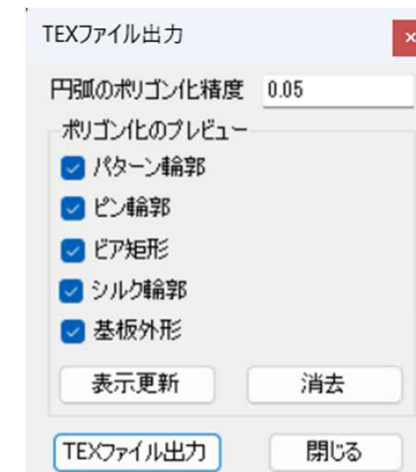 TEXファイル出力
円弧のポリゴン化精度 0.05
ポリゴン化のプレビュー
パターン輪郭
ピン輪郭
ビア矩形
シルク輪郭
基板外形
表示更新 消去
TEXファイル出力 閉じる